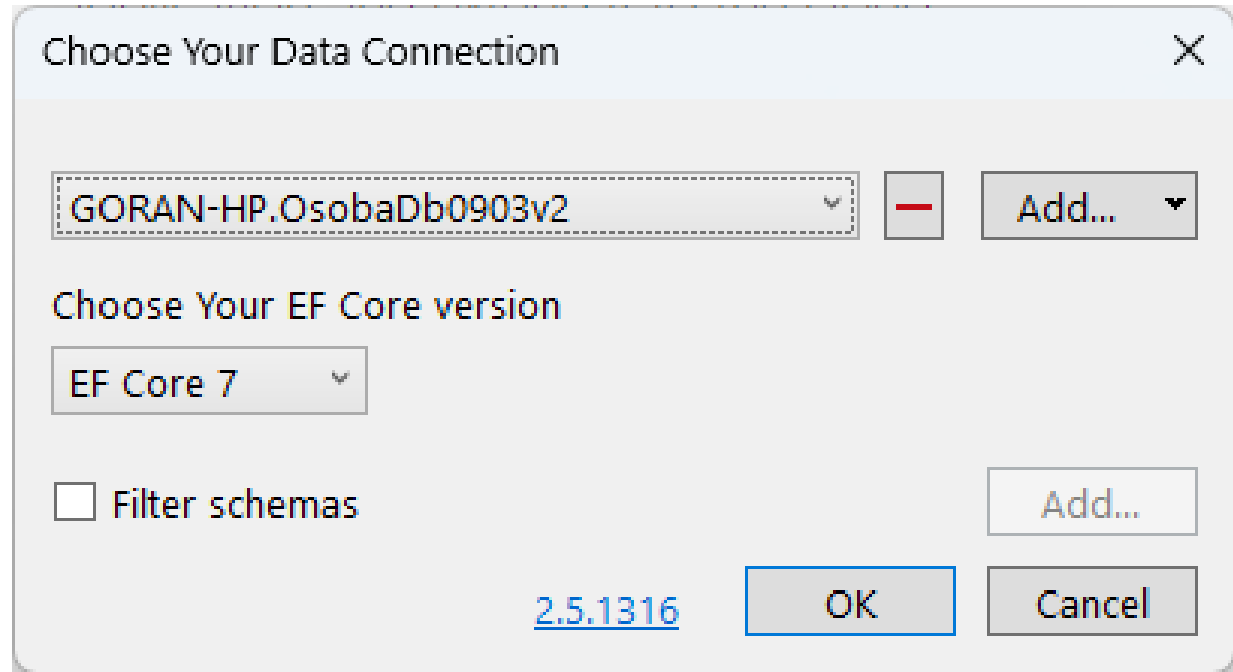 Choose Your Data Connection
GORAN-HP.OsobaDb0903v2
Add...
Choose Your EF Core version
EF Core 7
Filter schemas
Add...
2.5.1316
OK
Cancel